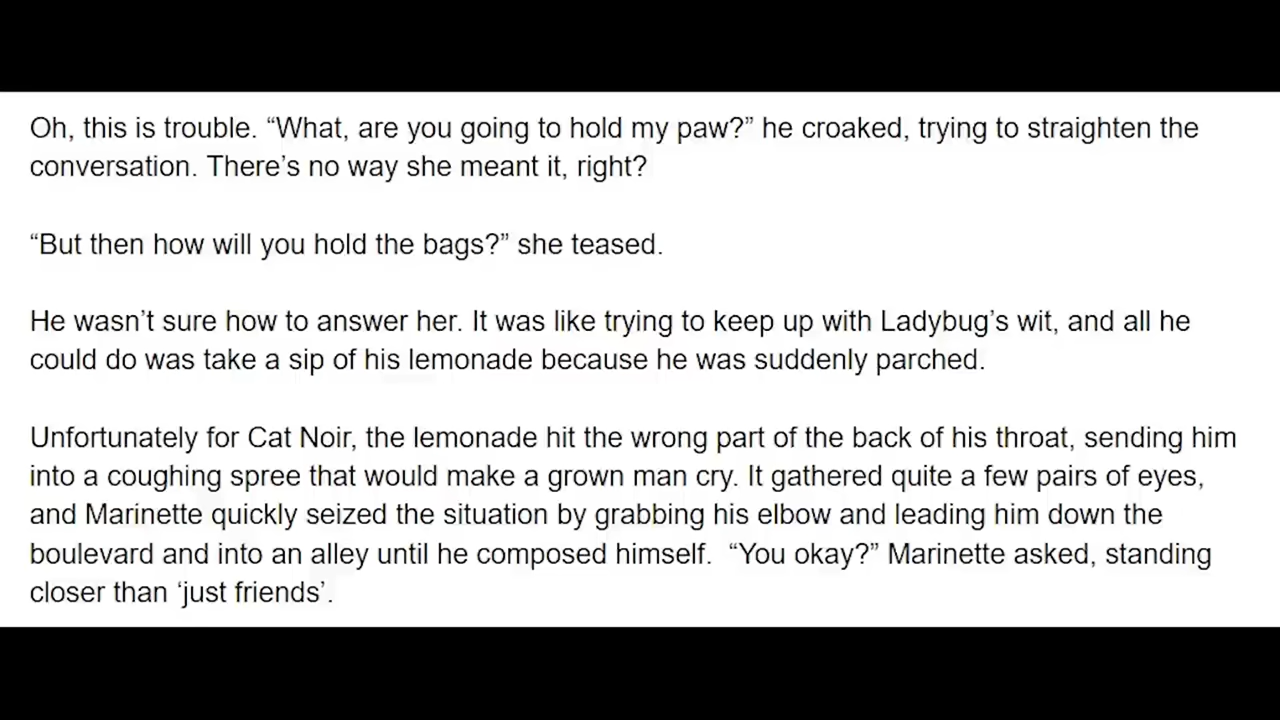 Oh, this is trouble. “What, are you going to hold my paw?” he croaked, trying to straighten the
conversation. There’s no way she meant it, right?
“But then how will you hold the bags?” she teased.
He wasn’t sure how to answer her. It was like trying to keep up with Ladybug’s wit, and all he
could do was take a sip of his lemonade because he was suddenly parched.
Unfortunately for Cat Noir, the lemonade hit the wrong part of the back of his throat, sending him
into a coughing spree that would make a grown man cry. It gathered quite a few pairs of eyes,
and Marinette quickly seized the situation by grabbing his elbow and leading him down the
boulevard and into an alley until he composed himself.  “You okay?” Marinette asked, standing
closer than ‘just friends’.